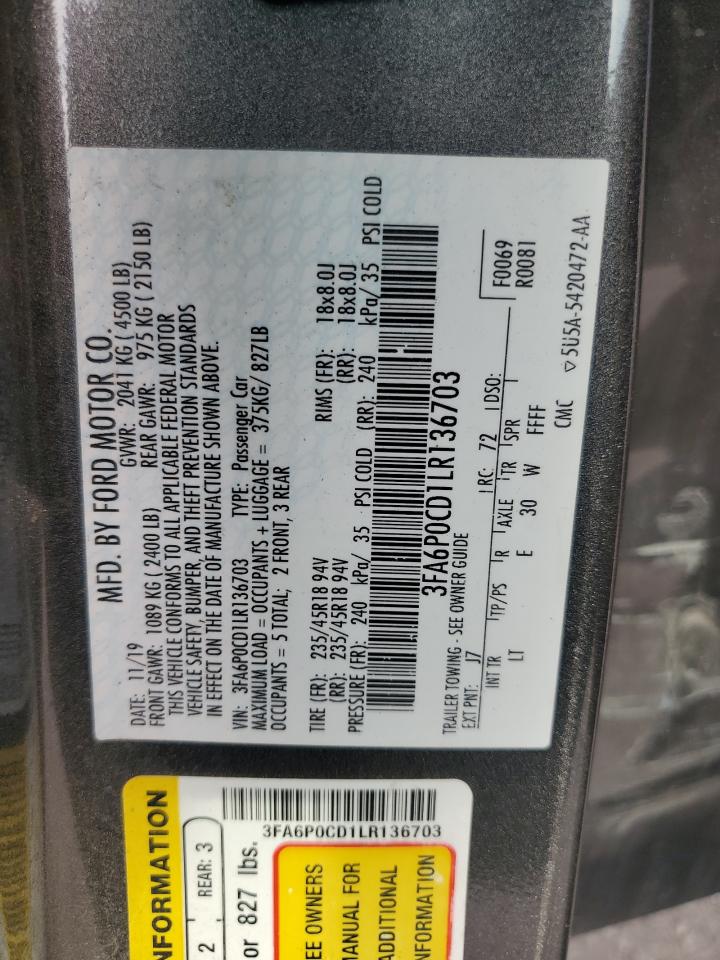 MFD. BY FORD MOTOR CO.
DATE: 11/19 GVWR: 2041 KG ( 4500 LB)
FRONT GAWR: 1089 KG ( 2400 LB) REAR GAWR: 975 KG ( 2150 LB)
THIS VEHICLE CONFORMS TO ALL APPLICABLE FEDERAL MOTOR
VEHICLE SAFETY, BUMPER, AND THEFT PREVENTION STANDARDS
IN EFFECT ON THE DATE OF MANUFACTURE SHOWN ABOVE.
VIN: 3FA6P0CD1LR136703 TYPE: Passenger Car
MAXIMUM LOAD = OCCUPANTS + LUGGAGE = 375KG/ 827LB
OCCUPANTS = 5 TOTAL; 2 FRONT, 3 REAR
TIRE (FR): 235/45R18 94V RIMS (FR): 18x8.0J
(RR): 235/45R18 94V (RR): 18x8.0J
PRESSURE (FR): 240 kPa/ 35 PSI COLD (RR): 240 kPa/ 35 PSI COLD
3FA6P0CD1LR136703
TRAILER TOWING - SEE OWNER GUIDE
EXT PNT: J7 RC: 72 DSO: F0069
INT TR TP/PS R AXLE TR SPR R0081
LT E 30 W FFFF
CMC ▽5U5A-5420472-AA
NFORMATION
2 REAR: 3
or 827 lbs.
3FA6P0CD1LR136703
EE OWNERS
ANUAL FOR
ADDITIONAL
NFORMATION